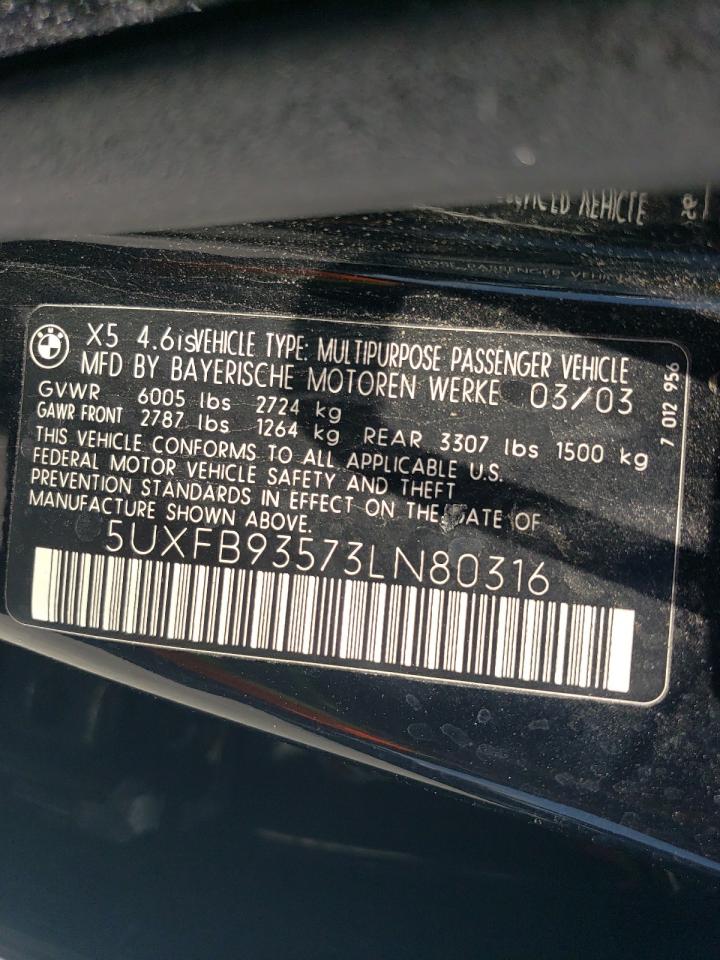 VEHICLE
X5 4.6is VEHICLE TYPE: MULTIPURPOSE PASSENGER VEHICLE
MFD BY BAYERISCHE MOTOREN WERKE 03/03
GVWR 6005 lbs 2724 kg
GAWR FRONT 2787 lbs 1264 kg REAR 3307 lbs 1500 kg
THIS VEHICLE CONFORMS TO ALL APPLICABLE U.S.
FEDERAL MOTOR VEHICLE SAFETY AND THEFT
PREVENTION STANDARDS IN EFFECT ON THE DATE OF
MANUFACTURE SHOWN ABOVE.
5UXFB93573LN80316
7 012 956